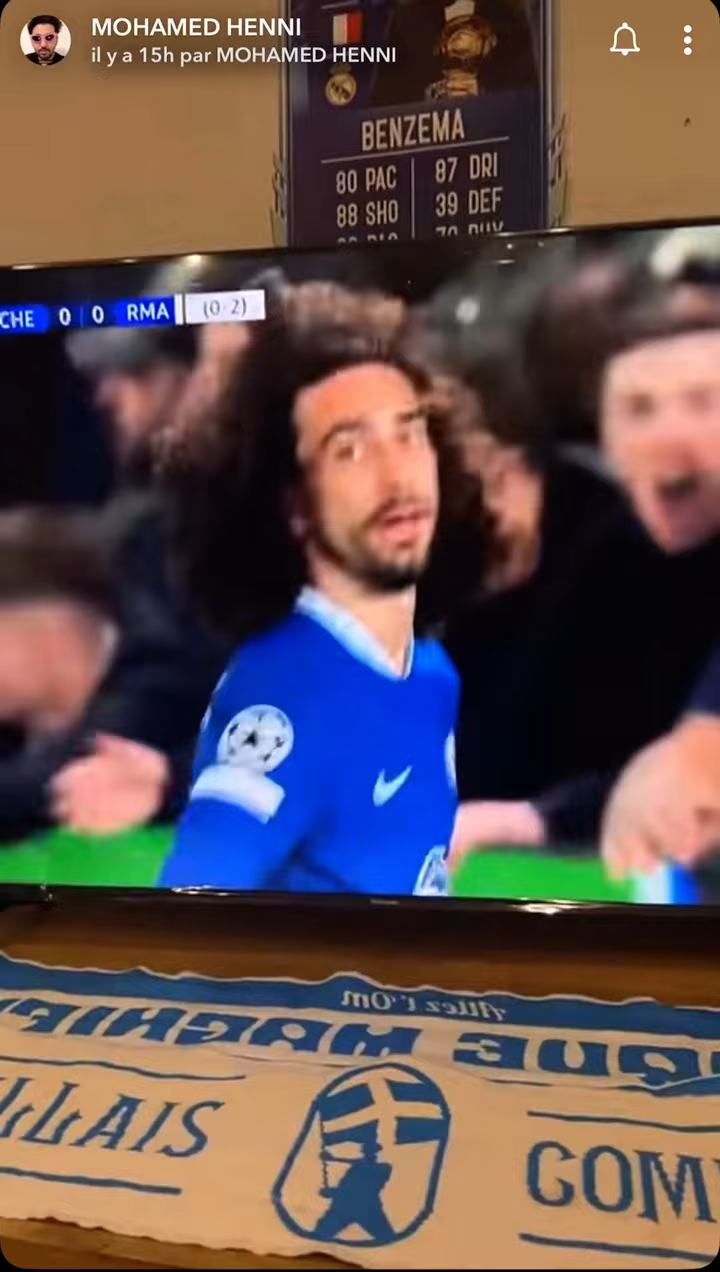 MOHAMED HENNI
il y a 15h par MOHAMED HENNI
BENZEMA
80 PAC 87 DRI
88 SHO 39 DEF
CHE 0 0 RMA (0-2)
Allez l'Om
LLAIS
COM